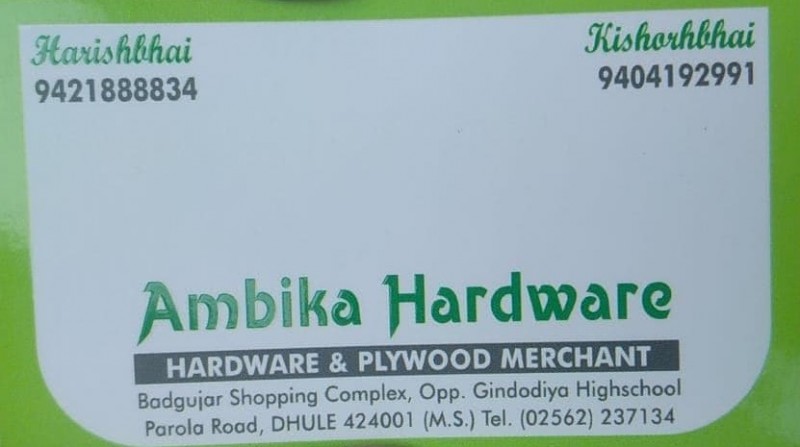 Harishbhai
9421888834
Kishorhbhai
9404192991
Ambika Hardware
HARDWARE & PLYWOOD MERCHANT
Badgujar Shopping Complex, Opp. Gindodiya Highschool
Parola Road, DHULE 424001 (M.S.) Tel. (02562) 237134